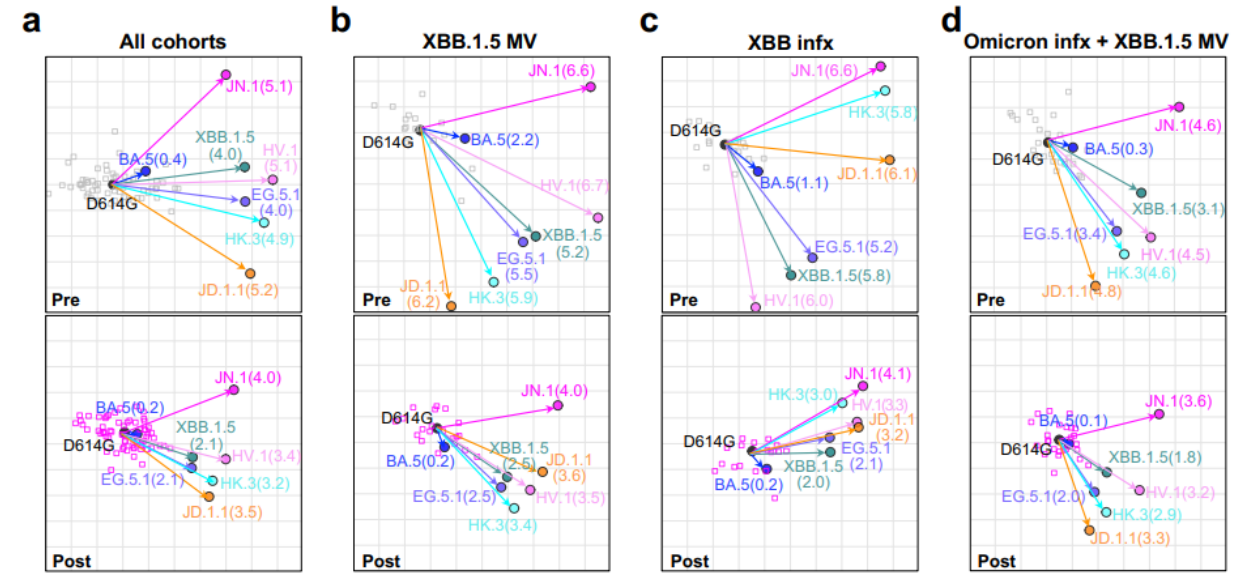 a
All cohorts
JN.1(5.1)
XBB.1.5
(4.0)
HV.1
(5.1)
BA.5(0.4)
D614G
EG.5.1
(4.0)
HK.3(4.9)
JD.1.1(5.2)
Pre
JN.1(4.0)
BA.5(0.2)
XBB.1.5
(2.1)
D614G
HV.1(3.4)
EG.5.1(2.1)
HK.3(3.2)
JD.1.1(3.5)
Post
b
XBB.1.5 MV
JN.1(6.6)
D614G
BA.5(2.2)
HV.1(6.7)
XBB.1.5
(5.2)
EG.5.1
(5.5)
JD.1.1
(6.2)
HK.3(5.9)
Pre
JN.1(4.0)
D614G
XBB.1.5
(2.5)
BA.5(0.2)
JD.1.1
(3.6)
EG.5.1(2.5)
HV.1(3.5)
HK.3(3.4)
Post
c
XBB infx
JN.1(6.6)
HK.3(5.8)
D614G
JD.1.1(6.1)
BA.5(1.1)
EG.5.1(5.2)
XBB.1.5(5.8)
HV.1(6.0)
Pre
JN.1(4.1)
HK.3(3.0)
HV.1(3.3)
JD.1.1
(3.2)
D614G
EG.5.1
(2.1)
XBB.1.5
(2.0)
BA.5(0.2)
Post
d
Omicron infx + XBB.1.5 MV
JN.1(4.6)
D614G
BA.5(0.3)
XBB.1.5(3.1)
EG.5.1(3.4)
HV.1(4.5)
HK.3(4.6)
JD.1.1(4.8)
Pre
JN.1(3.6)
BA.5(0.1)
D614G
XBB.1.5(1.8)
EG.5.1(2.0)
HV.1(3.2)
HK.3(2.9)
JD.1.1(3.3)
Post